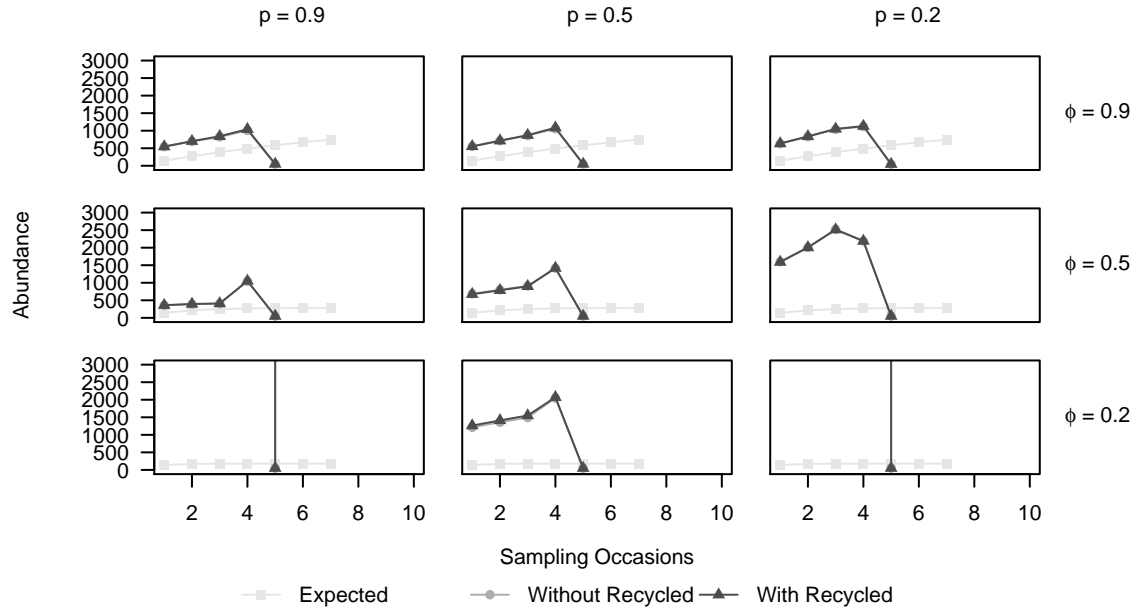 p = 0.9 p = 0.5 p = 0.2
3000
2500
2000
1500
1000
500
0
ϕ = 0.9
3000
2500
2000
1500
1000
500
0
ϕ = 0.5
Abundance
3000
2500
2000
1500
1000
500
0
ϕ = 0.2
2 4 6 8 10 2 4 6 8 10 2 4 6 8 10
Sampling Occasions
Expected Without Recycled With Recycled